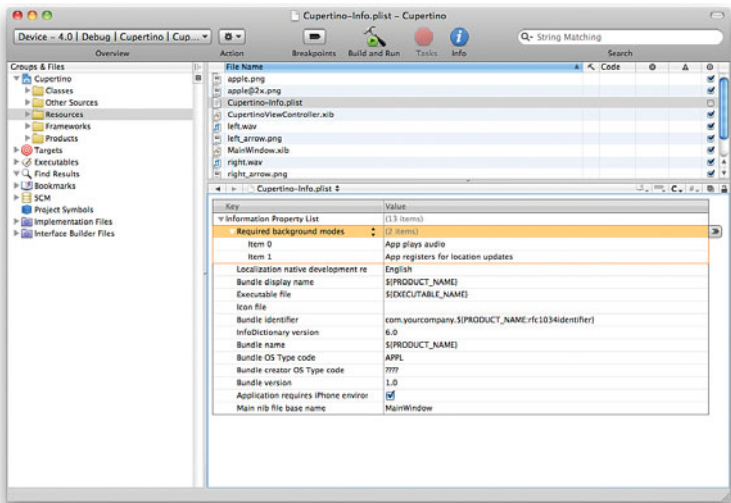 Cupertino-Info.plist – Cupertino
Device - 4.0 | Debug | Cupertino | Cup...
String Matching
Overview
Action
Breakpoints
Build and Run
Tasks
Info
Search
Groups & Files
File Name
Code
Cupertino
Classes
Other Sources
Resources
Frameworks
Products
Targets
Executables
Find Results
Bookmarks
SCM
Project Symbols
Implementation Files
Interface Builder Files
apple.png
apple@2x.png
Cupertino-Info.plist
CupertinoViewController.xib
left.wav
left_arrow.png
MainWindow.xib
right.wav
right_arrow.png
Cupertino-Info.plist
Key Value
Information Property List (13 items)
Required background modes (2 items)
Item 0 App plays audio
Item 1 App registers for location updates
Localization native development re English
Bundle display name ${PRODUCT_NAME}
Executable file ${EXECUTABLE_NAME}
Icon file
Bundle identifier com.yourcompany.${PRODUCT_NAME:rfc1034identifier}
InfoDictionary version 6.0
Bundle name ${PRODUCT_NAME}
Bundle OS Type code APPL
Bundle creator OS Type code ????
Bundle version 1.0
Application requires iPhone enviror
Main nib file base name MainWindow